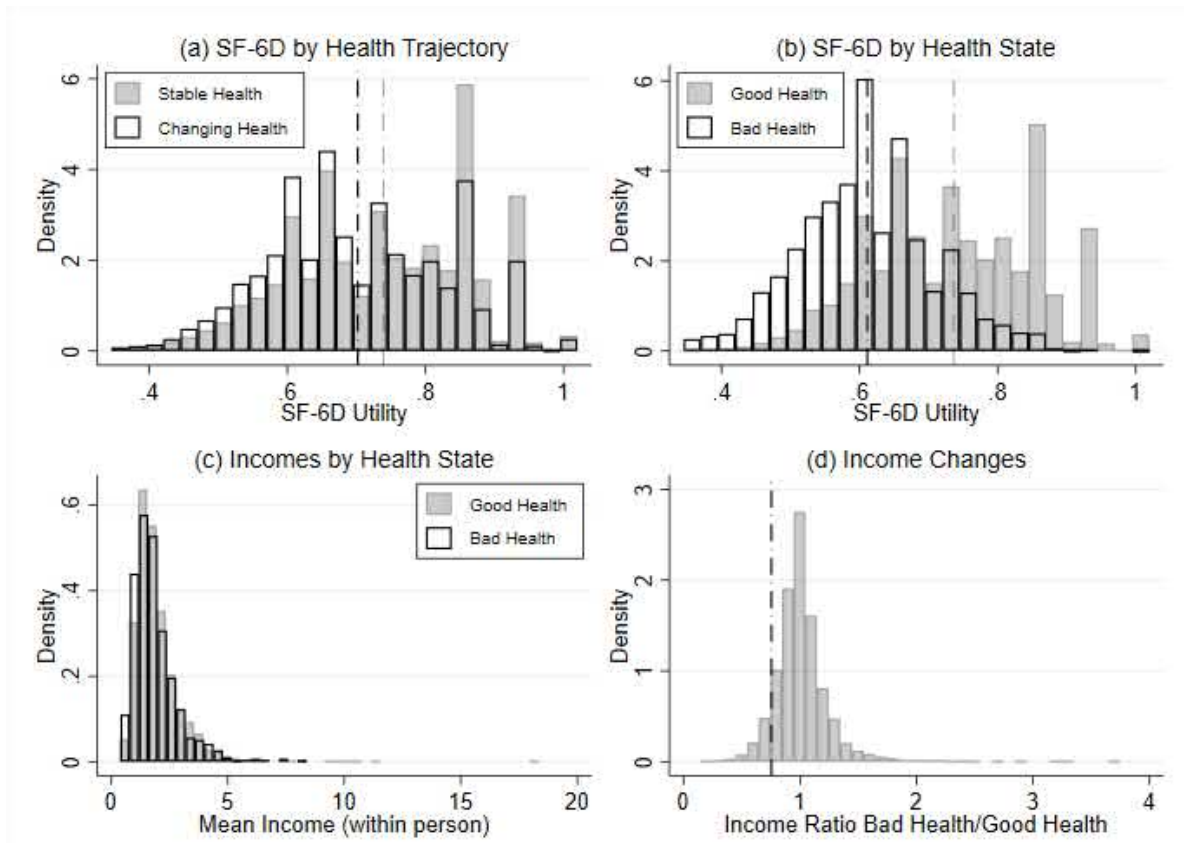 (a) SF-6D by Health Trajectory
Stable Health
Changing Health
6
4
2
0
Density
.4 .6 .8 1
SF-6D Utility
(b) SF-6D by Health State
Good Health
Bad Health
6
4
2
0
Density
.4 .6 .8 1
SF-6D Utility
(c) Incomes by Health State
Good Health
Bad Health
.6
.4
.2
0
Density
0 5 10 15 20
Mean Income (within person)
(d) Income Changes
3
2
1
0
Density
0 1 2 3 4
Income Ratio Bad Health/Good Health